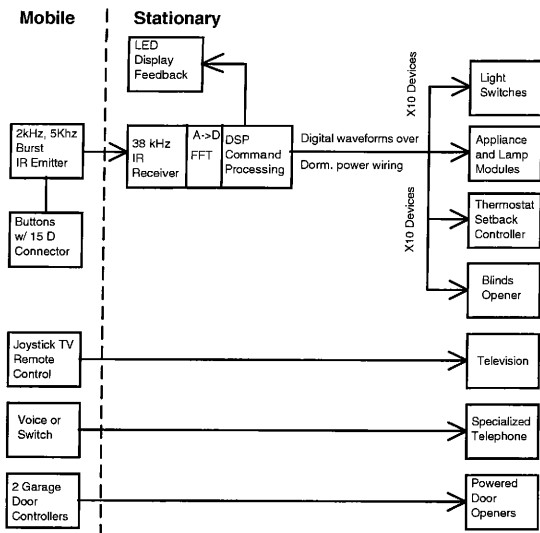 Mobile
Stationary
LED
Display
Feedback
X10 Devices
Light
Switches
2kHz, 5Khz
Burst
IR Emitter
38 kHz
IR
Receiver
A->D
FFT
DSP
Command
Processing
Digital waveforms over
Dorm. power wiring
Appliance
and Lamp
Modules
Buttons
w/ 15 D
Connector
X10 Devices
Thermostat
Setback
Controller
Blinds
Opener
Joystick TV
Remote
Control
Television
Voice or
Switch
Specialized
Telephone
2 Garage
Door
Controllers
Powered
Door
Openers